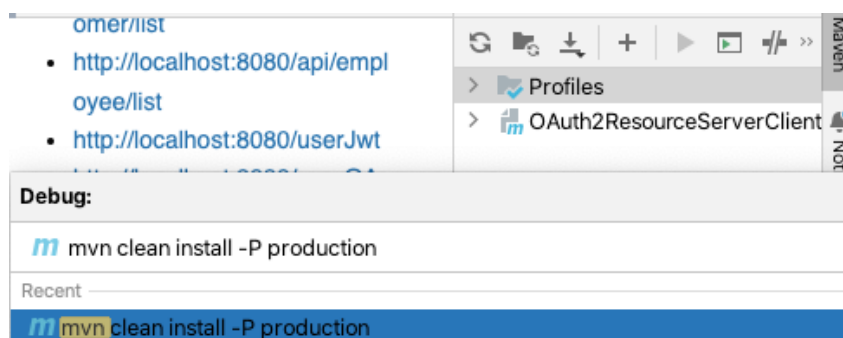 omer/list
http://localhost:8080/api/empl
oyee/list
http://localhost:8080/userJwt
Profiles
OAuth2ResourceServerClient
Maven
Not
Debug:
m mvn clean install -P production
Recent
m mvn clean install -P production